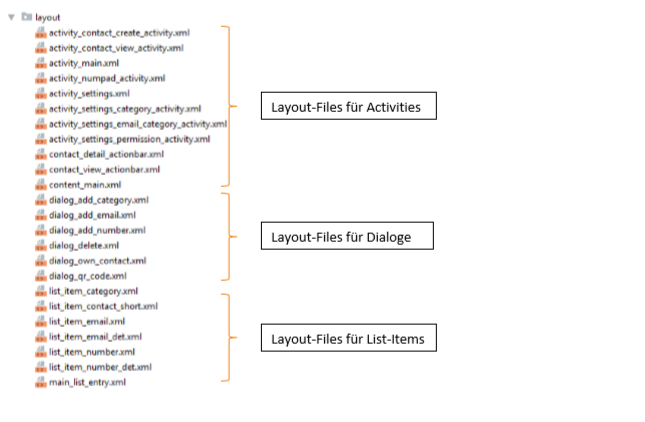 layout
activity_contact_create_activity.xml
activity_contact_view_activity.xml
activity_main.xml
activity_numpad_activity.xml
activity_settings.xml
activity_settings_category_activity.xml
activity_settings_email_category_activity.xml
activity_settings_permission_activity.xml
contact_detail_actionbar.xml
contact_view_actionbar.xml
content_main.xml
Layout-Files für Activities
dialog_add_category.xml
dialog_add_email.xml
dialog_add_number.xml
dialog_delete.xml
dialog_own_contact.xml
dialog_qr_code.xml
Layout-Files für Dialoge
list_item_category.xml
list_item_contact_short.xml
list_item_email.xml
list_item_email_det.xml
list_item_number.xml
list_item_number_det.xml
main_list_entry.xml
Layout-Files für List-Items